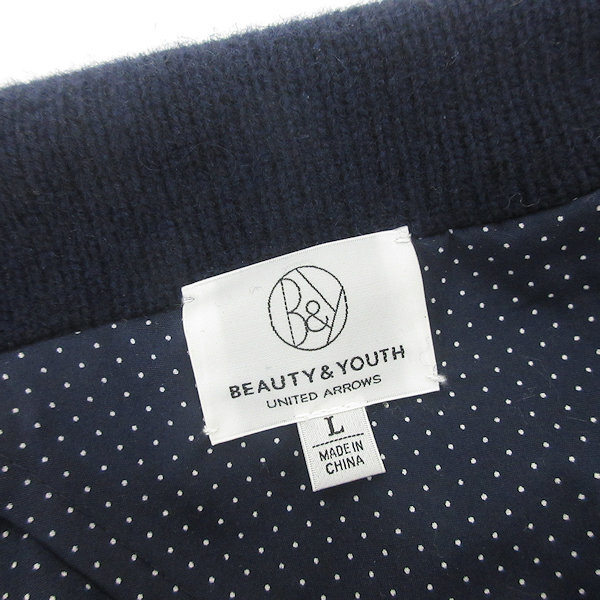 B&Y
BEAUTY & YOUTH
UNITED ARROWS
L
MADE IN
CHINA